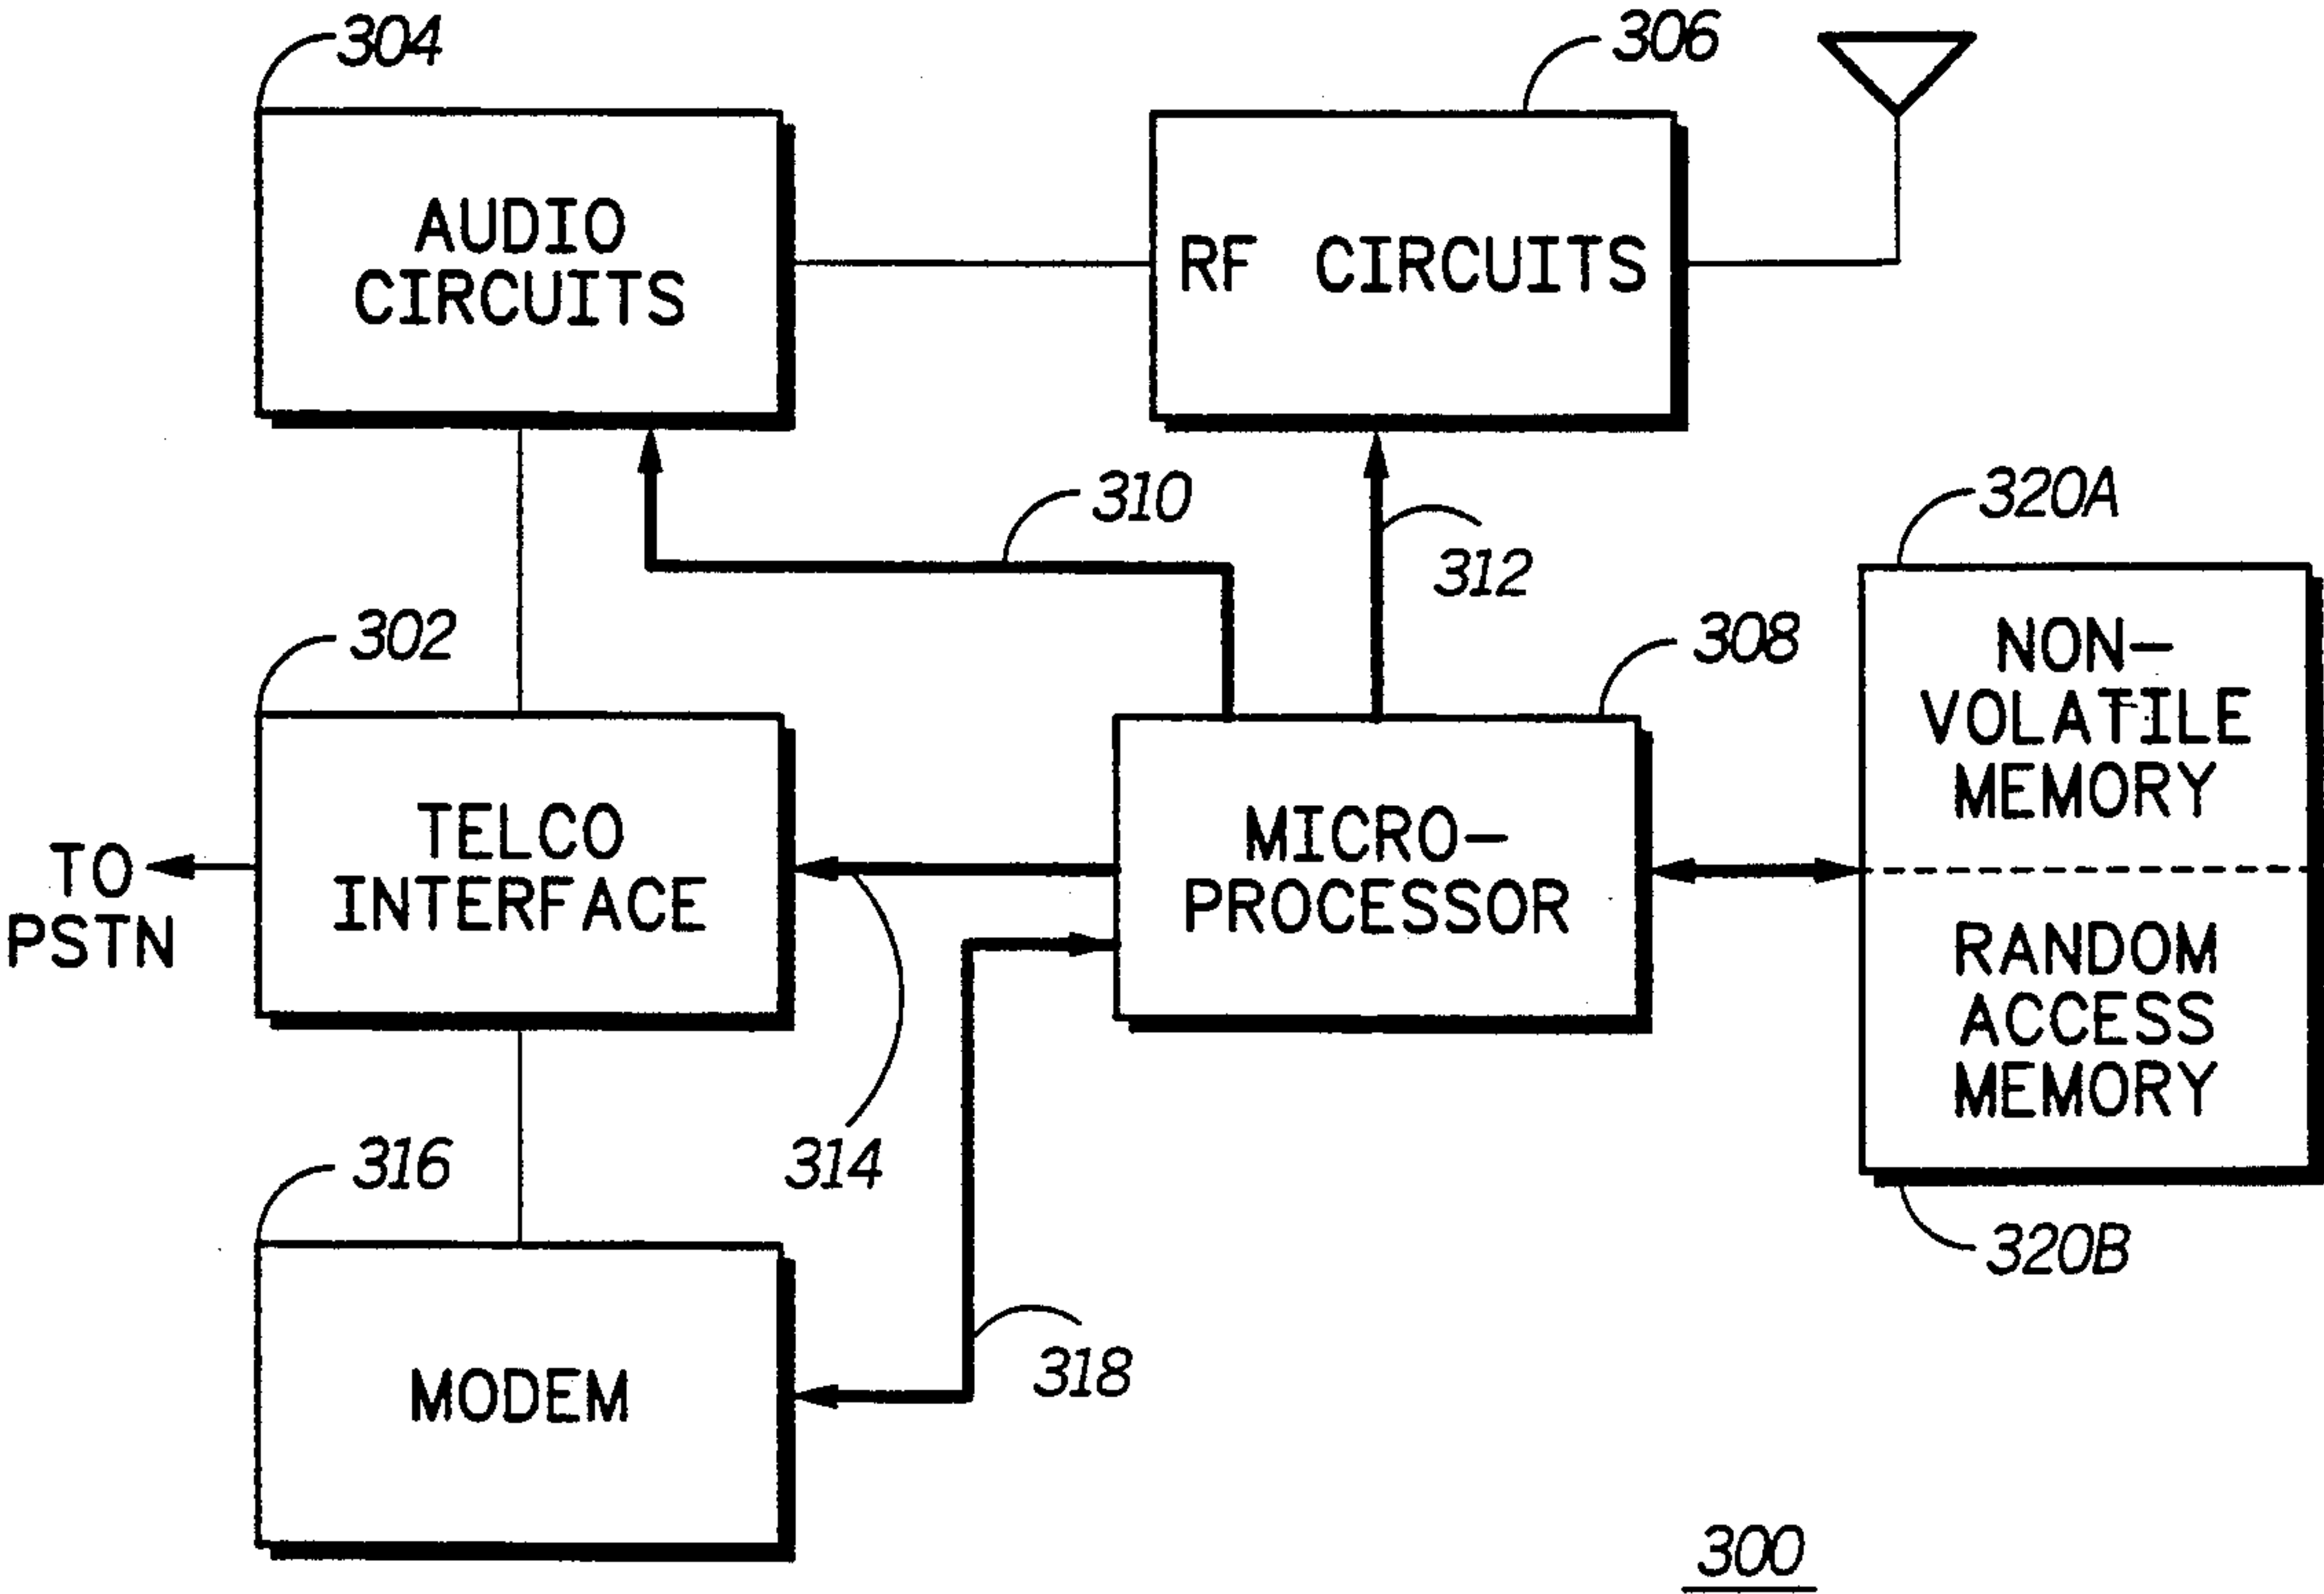 304
306
AUDIO
CIRCUITS
RF CIRCUITS
310
312
320A
302
308
NON-
VOLATILE
MEMORY
TO
PSTN
TELCO
INTERFACE
MICRO-
PROCESSOR
RANDOM
ACCESS
MEMORY
316
314
320B
MODEM
318
300